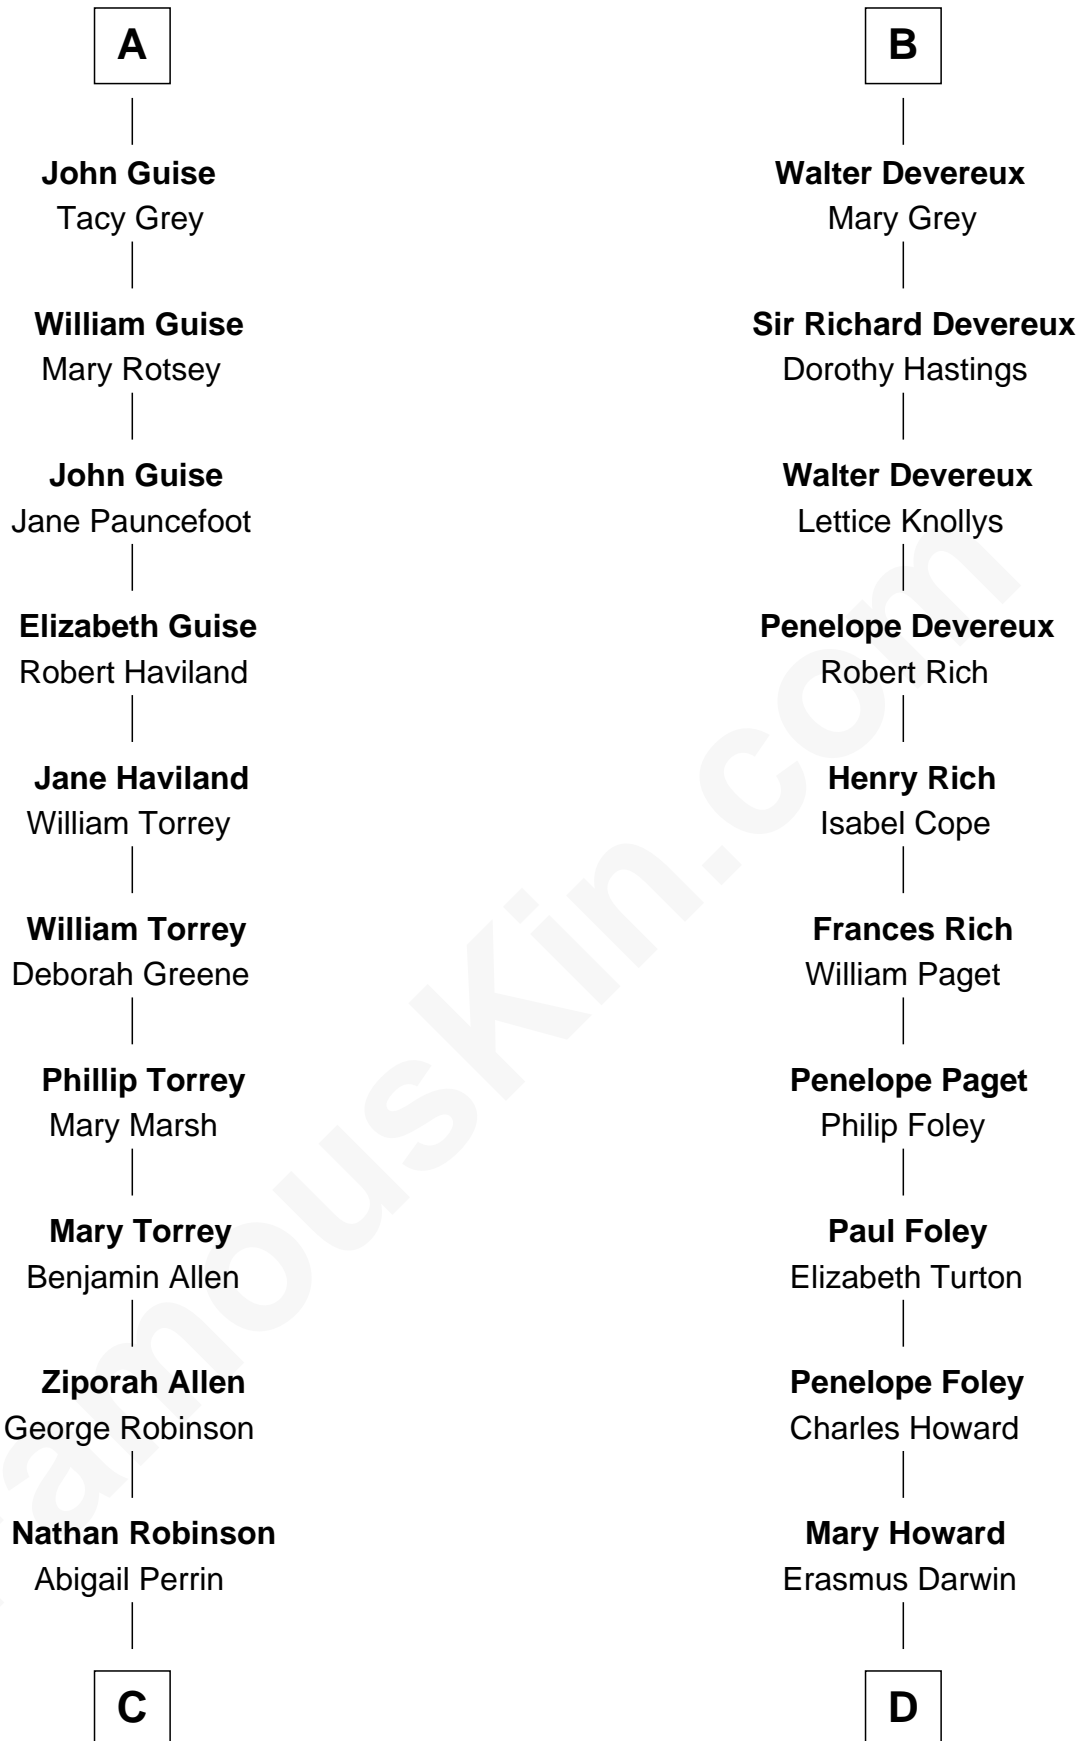 A
John Guise
Tacy Grey
William Guise
Mary Rotsey
John Guise
Jane Pauncefoot
Elizabeth Guise
Robert Haviland
Jane Haviland
William Torrey
William Torrey
Deborah Greene
Phillip Torrey
Mary Marsh
Mary Torrey
Benjamin Allen
Ziporah Allen
George Robinson
Nathan Robinson
Abigail Perrin
C
B
Walter Devereux
Mary Grey
Sir Richard Devereux
Dorothy Hastings
Walter Devereux
Lettice Knollys
Penelope Devereux
Robert Rich
Henry Rich
Isabel Cope
Frances Rich
William Paget
Penelope Paget
Philip Foley
Paul Foley
Elizabeth Turton
Penelope Foley
Charles Howard
Mary Howard
Erasmus Darwin
D
FamousKin.com